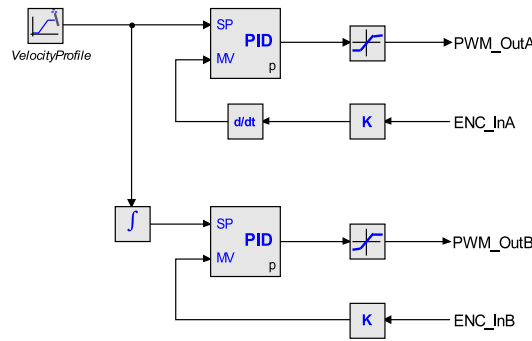 VelocityProfile
SP
PID
MV
p
PWM_OutA
d/dt
K
ENC_InA
∫
SP
PID
MV
p
PWM_OutB
K
ENC_InB